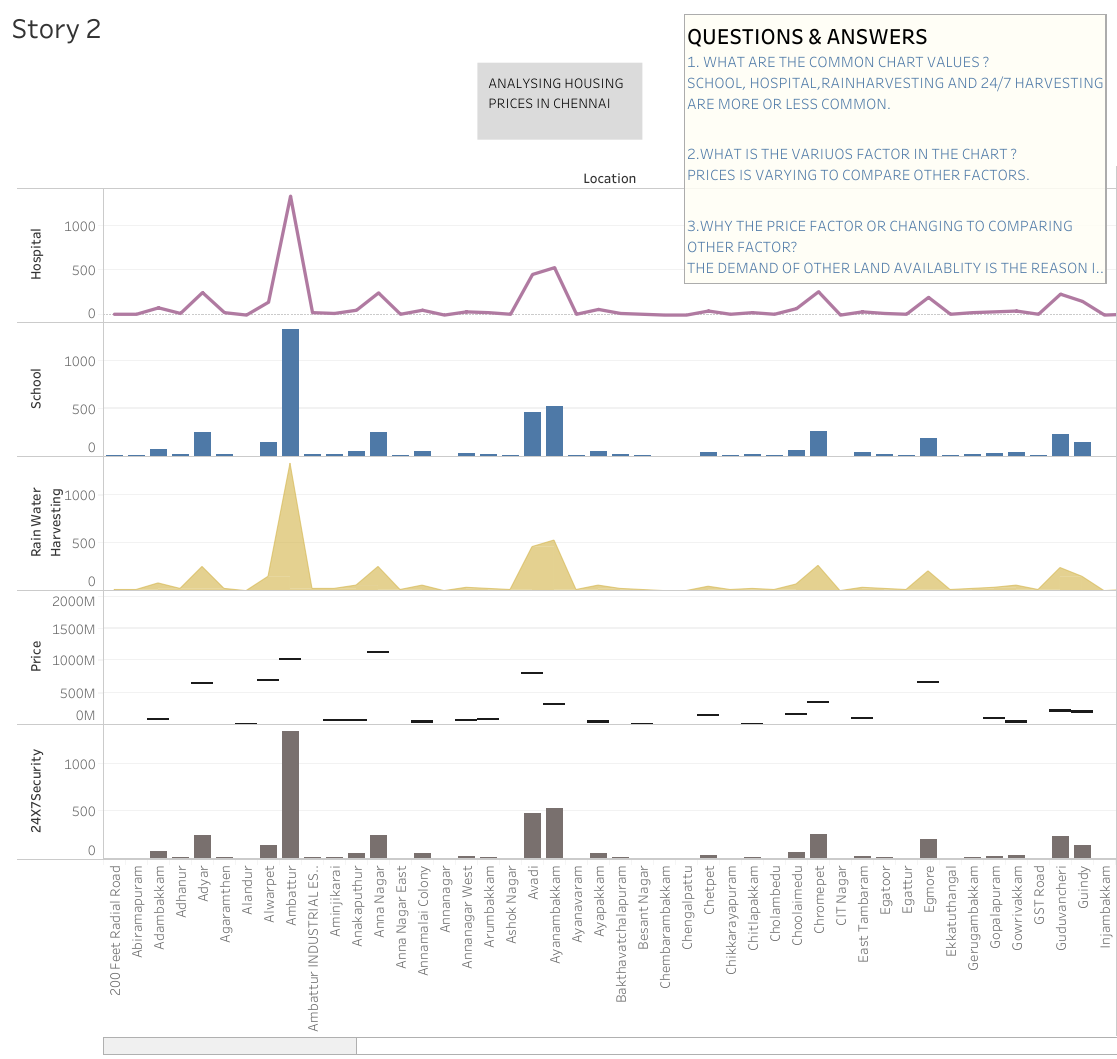 Story 2
QUESTIONS & ANSWERS
1. WHAT ARE THE COMMON CHART VALUES ?
SCHOOL, HOSPITAL,RAINHARVESTING AND 24/7 HARVESTING
ARE MORE OR LESS COMMON.
2.WHAT IS THE VARIUOS FACTOR IN THE CHART ?
PRICES IS VARYING TO COMPARE OTHER FACTORS.
3.WHY THE PRICE FACTOR OR CHANGING TO COMPARING
OTHER FACTOR?
THE DEMAND OF OTHER LAND AVAILABLITY IS THE REASON I..
ANALYSING HOUSING
PRICES IN CHENNAI
Location
Hospital
1000
500
0
School
1000
500
0
Rain Water
Harvesting
1000
500
0
Price
2000M
1500M
1000M
500M
0M
24X7Security
1000
500
0
200 Feet Radial Road
Abiramapuram
Adambakkam
Adhanur
Adyar
Agaramthen
Alandur
Alwarpet
Ambattur
Ambattur INDUSTRIAL ES..
Aminjikarai
Anakaputhur
Anna Nagar
Anna Nagar East
Annamalai Colony
Annanagar
Annanagar West
Arumbakkam
Ashok Nagar
Avadi
Ayanambakkam
Ayanavaram
Ayapakkam
Bakthavatchalapuram
Besant Nagar
Chembarambakkam
Chengalpattu
Chetpet
Chikkarayapuram
Chitlapakkam
Cholambedu
Choolaimedu
Chromepet
CIT Nagar
East Tambaram
Egatoor
Egattur
Egmore
Ekkatuthangal
Gerugambakkam
Gopalapuram
Gowrivakkam
GST Road
Guduvancheri
Guindy
Injambakkam